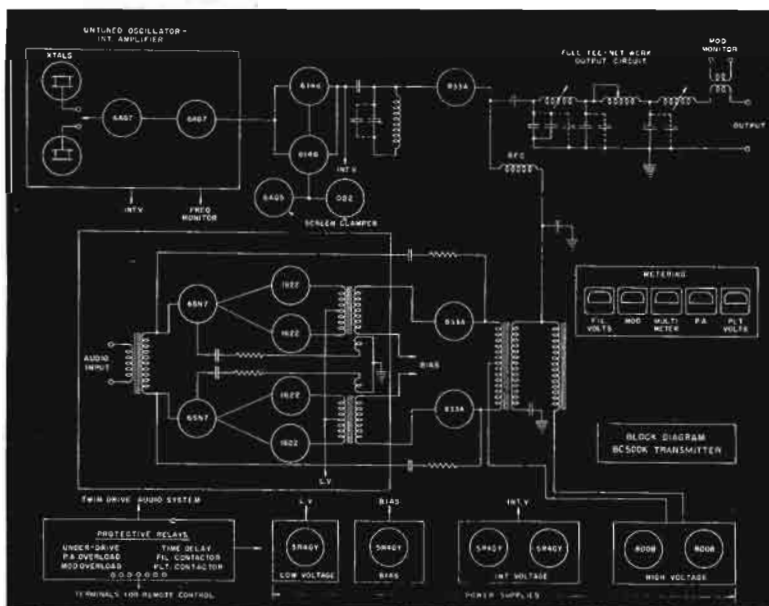 UNTUNED OSCILLATOR-
INT. AMPLIFIER
XTALS
6AG7
6AG7
INT.V
FREQ
MONITOR
6146
6146
6AQ5
OB2
SCREEN CLAMPER
INT.V
833A
FULL TEE-NET WORK
OUTPUT CIRCUIT
MOD
MONITOR
OUTPUT
RFC
METERING
FIL
VOLTS
MOD
MULTI
METER
P.A
PLT
VOLTS
AUDIO
INPUT
6SN7
6SN7
1622
1622
1622
1622
BIAS
833A
833A
L.V
TWIN DRIVE AUDIO SYSTEM
BLOCK DIAGRAM
BC500K TRANSMITTER
PROTECTIVE RELAYS
UNDER-DRIVE
P.A OVERLOAD
MOD OVERLOAD
TIME DELAY
FIL. CONTACTOR
PLT. CONTACTOR
TERMINALS FOR REMOTE CONTROL
L.V
5R4GY
LOW VOLTAGE
BIAS
5R4GY
BIAS
INT.V
5R4GY
5R4GY
INT VOLTAGE
8008
8008
HIGH VOLTAGE
POWER SUPPLIES